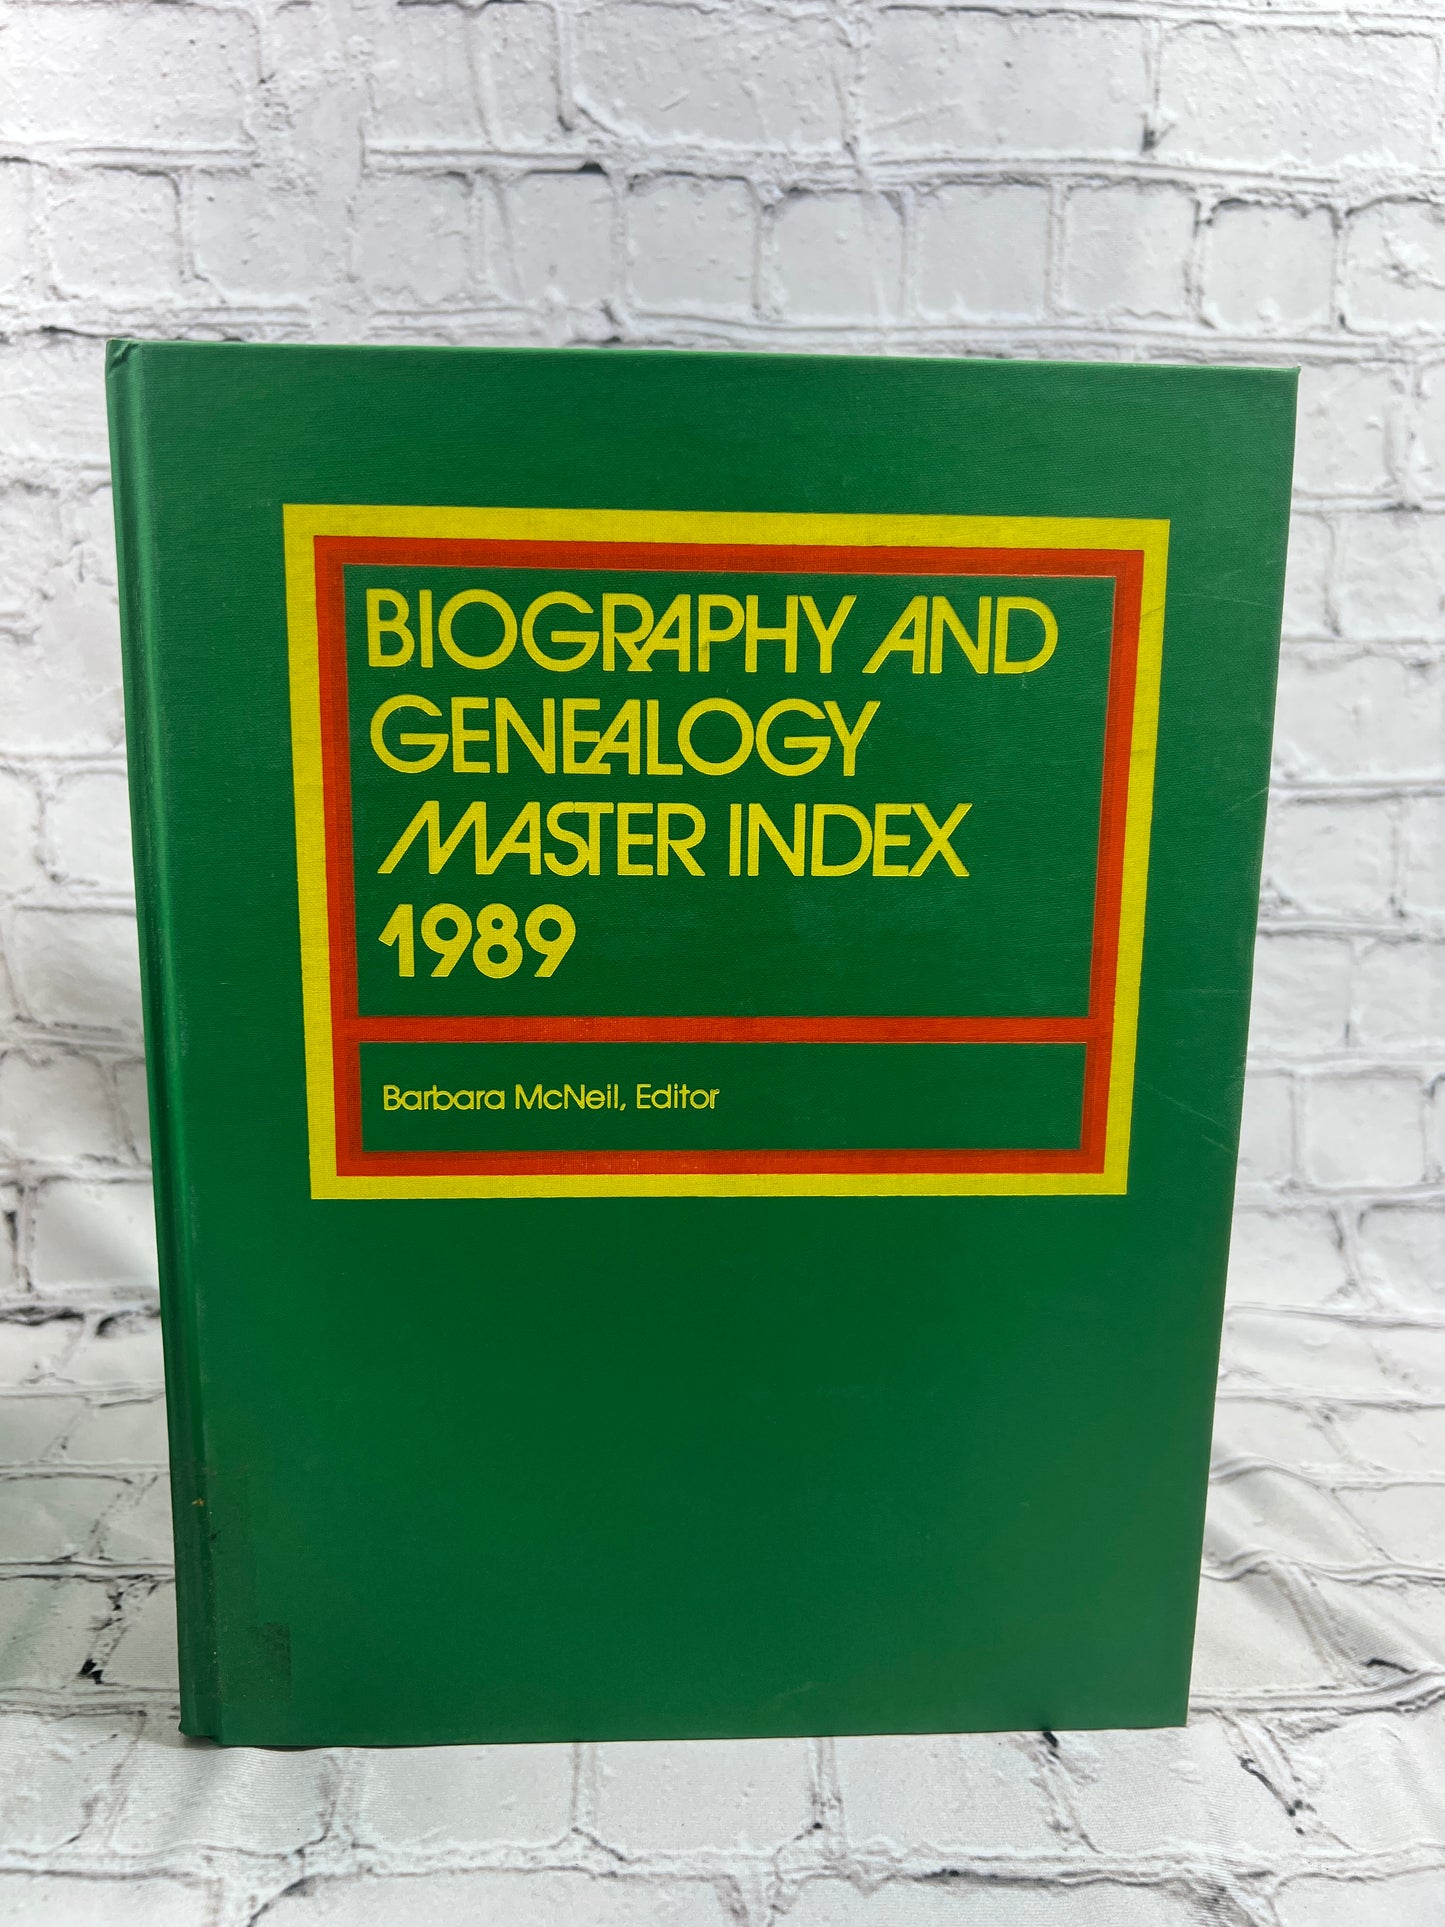 BIOGRAPHY AND
GENEALOGY
MASTER INDEX
1989
Barbara McNeil, Editor